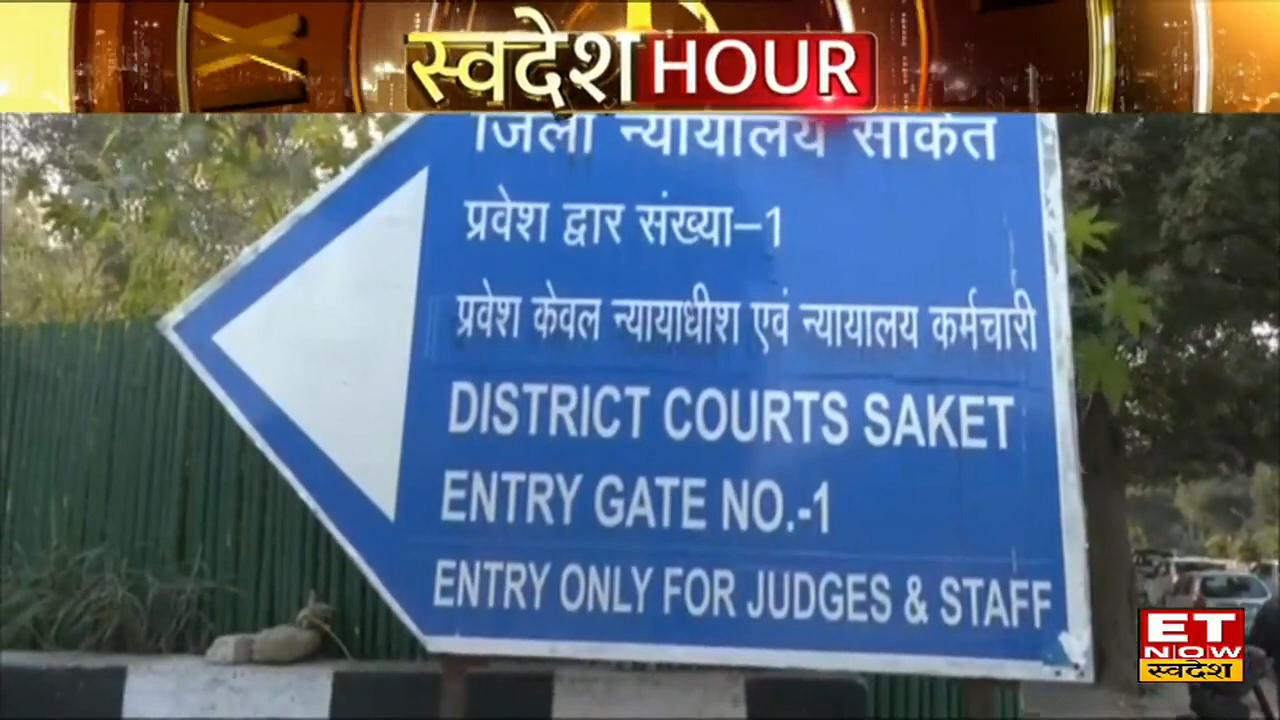 स्वदेश HOUR
जिला न्यायालय साकेत
प्रवेश द्वार संख्या-1
प्रवेश केवल न्यायाधीश एवं न्यायालय कर्मचारी
DISTRICT COURTS SAKET
ENTRY GATE NO.-1
ENTRY ONLY FOR JUDGES & STAFF
ET
NOW
स्वदेश